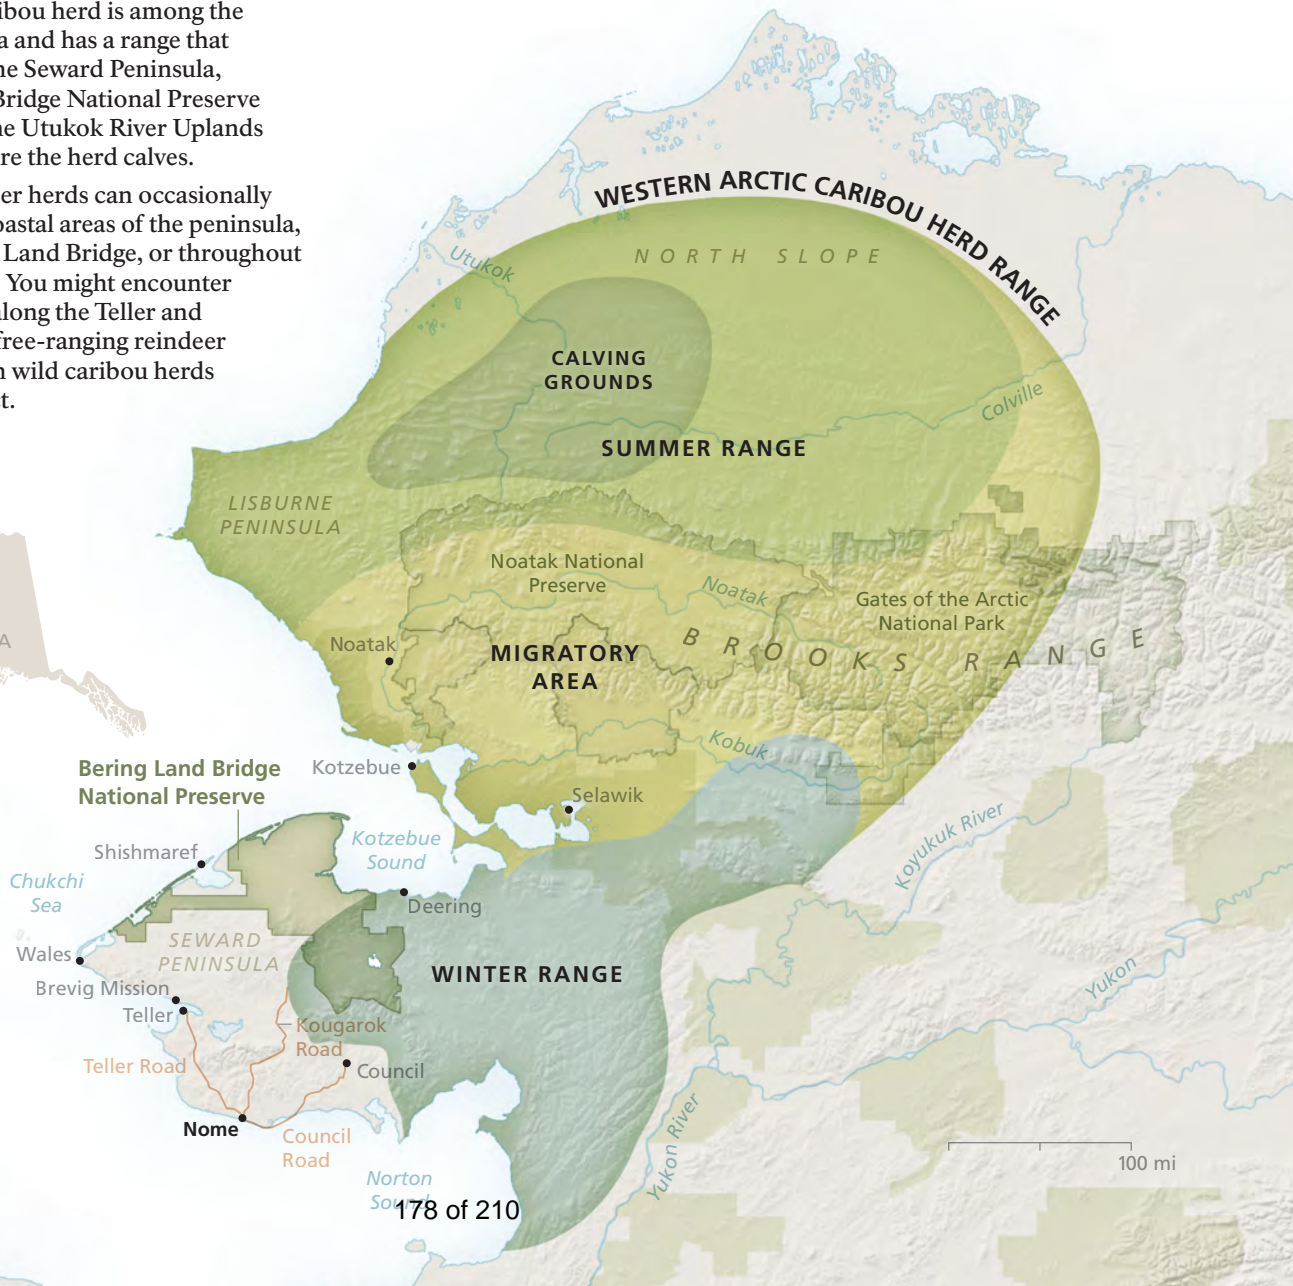 ibou herd is among the
a and has a range that
he Seward Peninsula,
Bridge National Preserve
he Utukok River Uplands
re the herd calves.
er herds can occasionally
oastal areas of the peninsula,
Land Bridge, or throughout
. You might encounter
along the Teller and
free-ranging reindeer
n wild caribou herds
ct.
WESTERN ARCTIC CARIBOU HERD RANGE
NORTH SLOPE
Utukok
CALVING
GROUNDS
Colville
SUMMER RANGE
LISBURNE
PENINSULA
Noatak National
Preserve
Noatak
Gates of the Arctic
National Park
A
Noatak
MIGRATORY
AREA
BROOKS RANGE
Kobuk
Bering Land Bridge
National Preserve
Kotzebue
Selawik
Kotzebue
Sound
Shishmaref
Koyukuk River
Chukchi
Sea
Deering
SEWARD
PENINSULA
Wales
WINTER RANGE
Yukon
Brevig Mission
Teller
Kougarok
Road
Teller Road
Council
Nome
Council
Road
Yukon River
100 mi
Norton
Sound
178 of 210